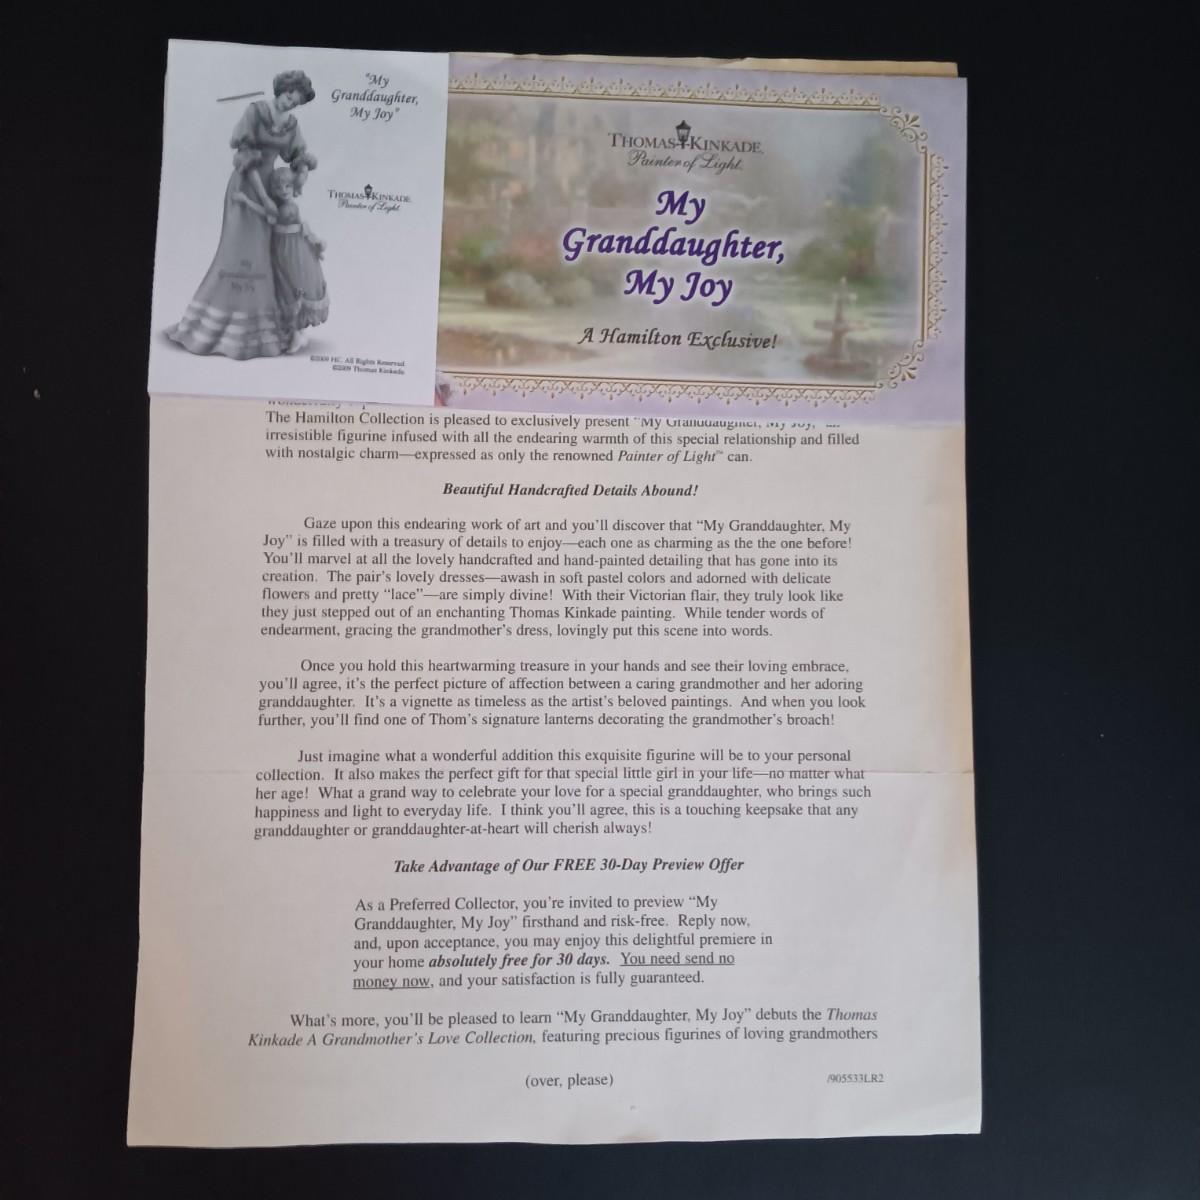 "My
Granddaughter,
My Joy"
THOMAS KINKADE
Painter of Light
My
Granddaughter
My Joy
©2009 HC. All Rights Reserved
©2009 Thomas Kinkade
THOMAS KINKADE
Painter of Light
My
Granddaughter,
My Joy
A Hamilton Exclusive!
The Hamilton Collection is pleased to exclusively present “My Granddaughter, My Joy,”
irresistible figurine infused with all the endearing warmth of this special relationship and filled
with nostalgic charm—expressed as only the renowned Painter of Light™ can.
Beautiful Handcrafted Details Abound!
Gaze upon this endearing work of art and you’ll discover that “My Granddaughter, My
Joy” is filled with a treasury of details to enjoy—each one as charming as the the one before!
You’ll marvel at all the lovely handcrafted and hand-painted detailing that has gone into its
creation. The pair’s lovely dresses—awash in soft pastel colors and adorned with delicate
flowers and pretty “lace”—are simply divine! With their Victorian flair, they truly look like
they just stepped out of an enchanting Thomas Kinkade painting. While tender words of
endearment, gracing the grandmother’s dress, lovingly put this scene into words.
Once you hold this heartwarming treasure in your hands and see their loving embrace,
you’ll agree, it’s the perfect picture of affection between a caring grandmother and her adoring
granddaughter. It’s a vignette as timeless as the artist’s beloved paintings. And when you look
further, you’ll find one of Thom’s signature lanterns decorating the grandmother’s broach!
Just imagine what a wonderful addition this exquisite figurine will be to your personal
collection. It also makes the perfect gift for that special little girl in your life—no matter what
her age! What a grand way to celebrate your love for a special granddaughter, who brings such
happiness and light to everyday life. I think you’ll agree, this is a touching keepsake that any
granddaughter or granddaughter-at-heart will cherish always!
Take Advantage of Our FREE 30-Day Preview Offer
As a Preferred Collector, you’re invited to preview “My
Granddaughter, My Joy” firsthand and risk-free. Reply now,
and, upon acceptance, you may enjoy this delightful premiere in
your home absolutely free for 30 days. You need send no
money now, and your satisfaction is fully guaranteed.
What’s more, you’ll be pleased to learn “My Granddaughter, My Joy” debuts the Thomas
Kinkade A Grandmother’s Love Collection, featuring precious figurines of loving grandmothers
(over, please)
/905533LR2